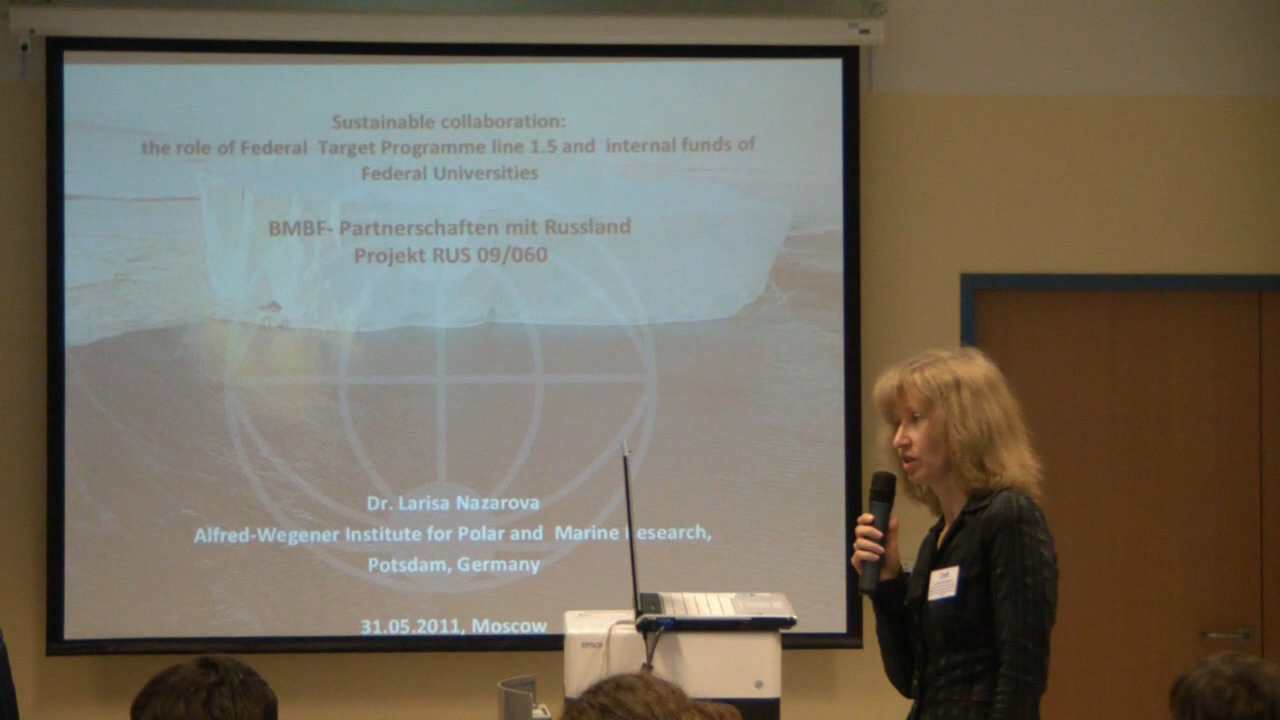 Sustainable collaboration:
the role of Federal Target Programme line 1.5 and internal funds of
Federal Universities
BMBF- Partnerschaften mit Russland
Projekt RUS 09/060
Dr. Larisa Nazarova
Alfred-Wegener Institute for Polar and Marine esearch,
Potsdam, Germany
31.05.2011, Moscow
EPSON